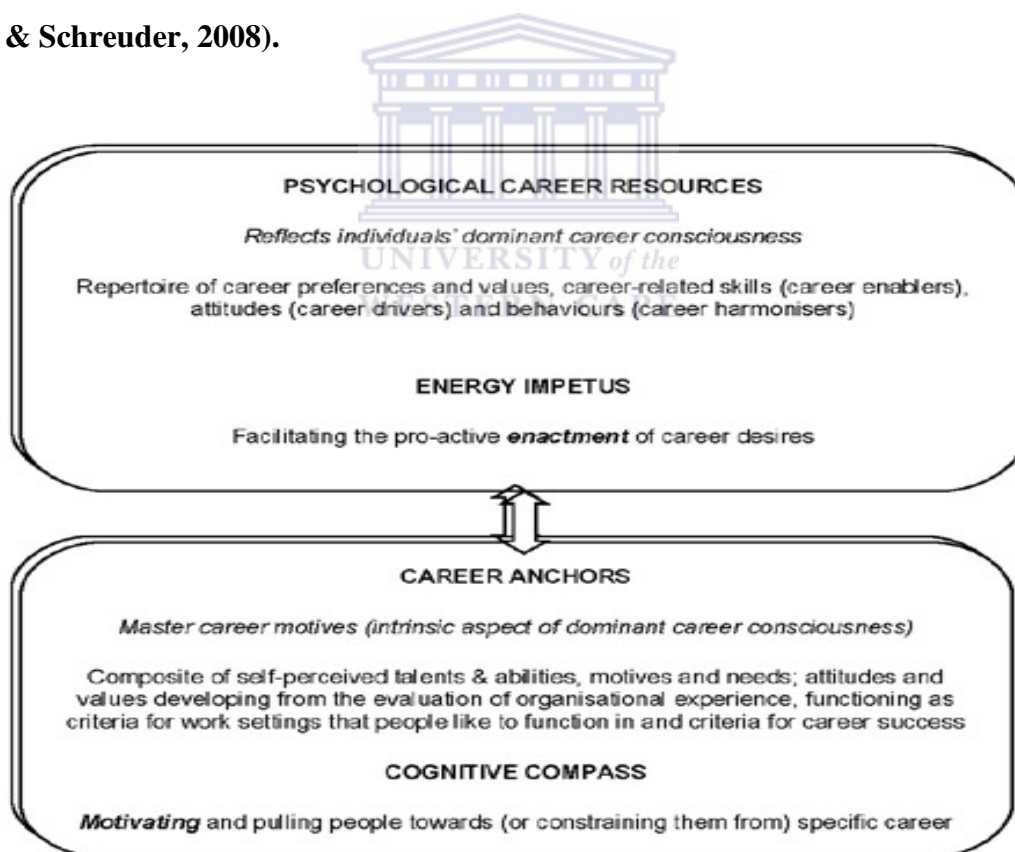 & Schreuder, 2008).
PSYCHOLOGICAL CAREER RESOURCES
Reflects individuals' dominant career consciousness
UNIVERSITY of the
Repertoire of career preferences and values, career-related skills (career enablers),
WESTERN CAPE
attitudes (career drivers) and behaviours (career harmonisers)
ENERGY IMPETUS
Facilitating the pro-active enactment of career desires
CAREER ANCHORS
Master career motives (intrinsic aspect of dominant career consciousness)
Composite of self-perceived talents & abilities, motives and needs; attitudes and
values developing from the evaluation of organisational experience, functioning as
criteria for work settings that people like to function in and criteria for career success
COGNITIVE COMPASS
Motivating and pulling people towards (or constraining them from) specific career